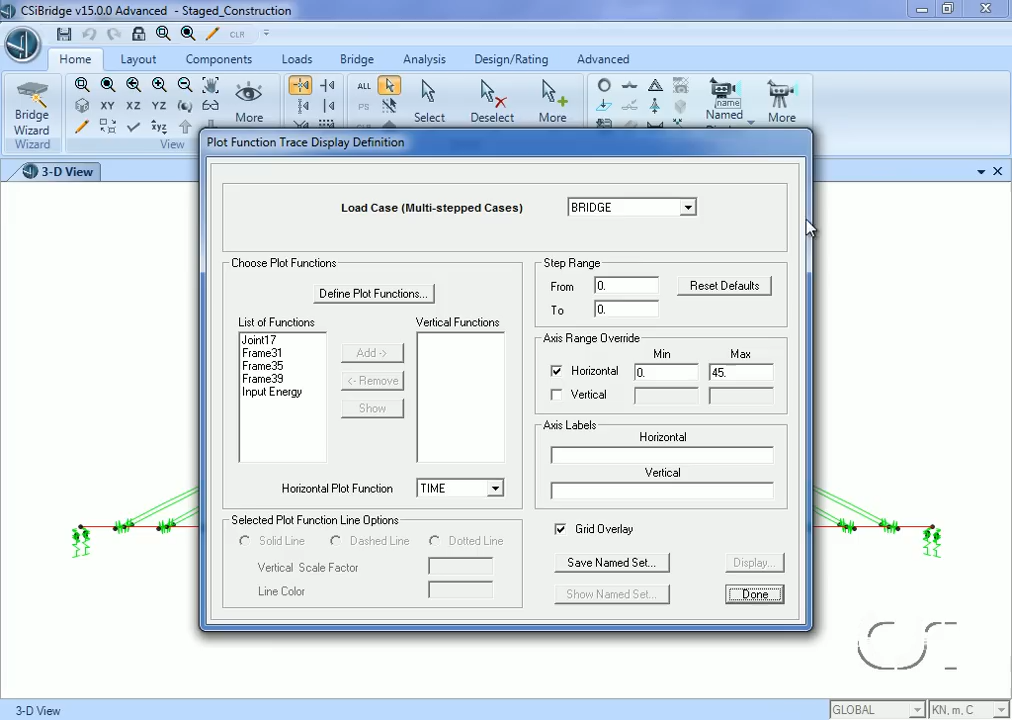 CSiBridge v15.0.0 Advanced - Staged_Construction
CLR
Home Layout Components Loads Bridge Analysis Design/Rating Advanced
Bridge
Wizard
Wizard
XY XZ YZ
xyz
More
View
ALL
PS
Select
Deselect
More
name
Named
More
3-D View
Plot Function Trace Display Definition
Load Case (Multi-stepped Cases) BRIDGE
Choose Plot Functions
Define Plot Functions...
List of Functions
Joint17
Frame31
Frame35
Frame39
Input Energy
Add ->
<- Remove
Show
Vertical Functions
Horizontal Plot Function TIME
Selected Plot Function Line Options
Solid Line Dashed Line Dotted Line
Vertical Scale Factor
Line Color
Step Range
From 0.
To 0.
Reset Defaults
Axis Range Override
Min Max
Horizontal 0. 45.
Vertical
Axis Labels
Horizontal
Vertical
Grid Overlay
Save Named Set... Display...
Show Named Set... Done
CSI
3-D View
GLOBAL KN, m, C